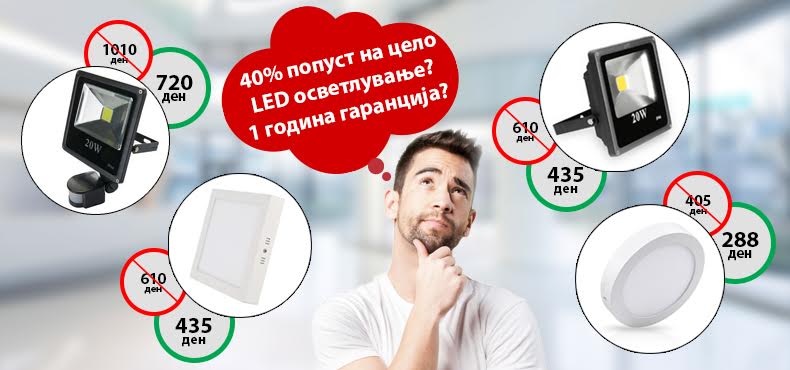 40% попуст на цело
LED осветлување?
1 година гаранција?
1010
ден
720
ден
20W
610
ден
435
ден
610
ден
435
ден
20W
405
ден
288
ден